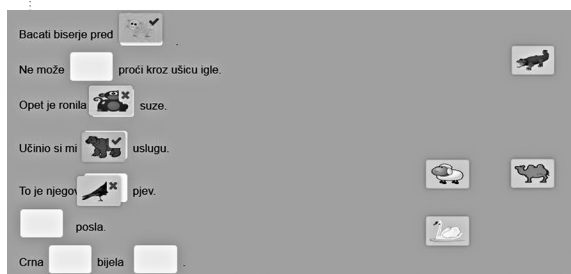 Bacati biserje pred .
Ne može proći kroz ušicu igle.
Opet je ronila suze.
Učinio si mi uslugu.
To je njegov pjev.
posla.
Crna bijela .